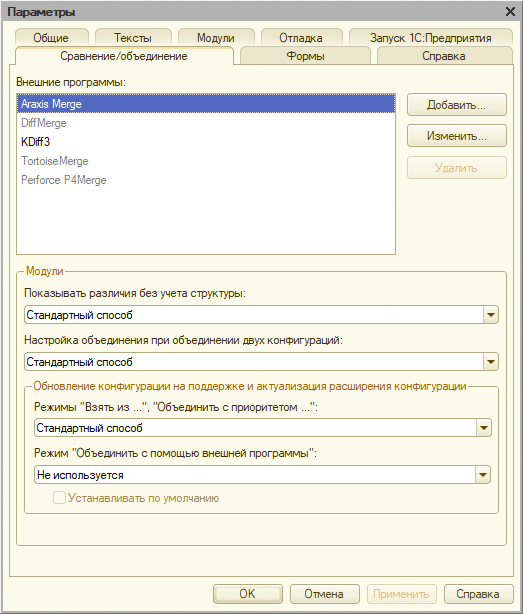 Параметры
Общие
Тексты
Модули
Отладка
Запуск 1С:Предприятия
Сравнение/объединение
Формы
Справка
Внешние программы:
Araxis Merge
DiffMerge
KDiff3
TortoiseMerge
Perforce P4Merge
Добавить...
Изменить...
Удалить
Модули
Показывать различия без учета структуры:
Стандартный способ
Настройка объединения при объединении двух конфигураций:
Стандартный способ
Обновление конфигурации на поддержке и актуализация расширения конфигурации
Режимы "Взять из ...", "Объединить с приоритетом ...":
Стандартный способ
Режим "Объединить с помощью внешней программы":
Не используется
Устанавливать по умолчанию
OK
Отмена
Применить
Справка